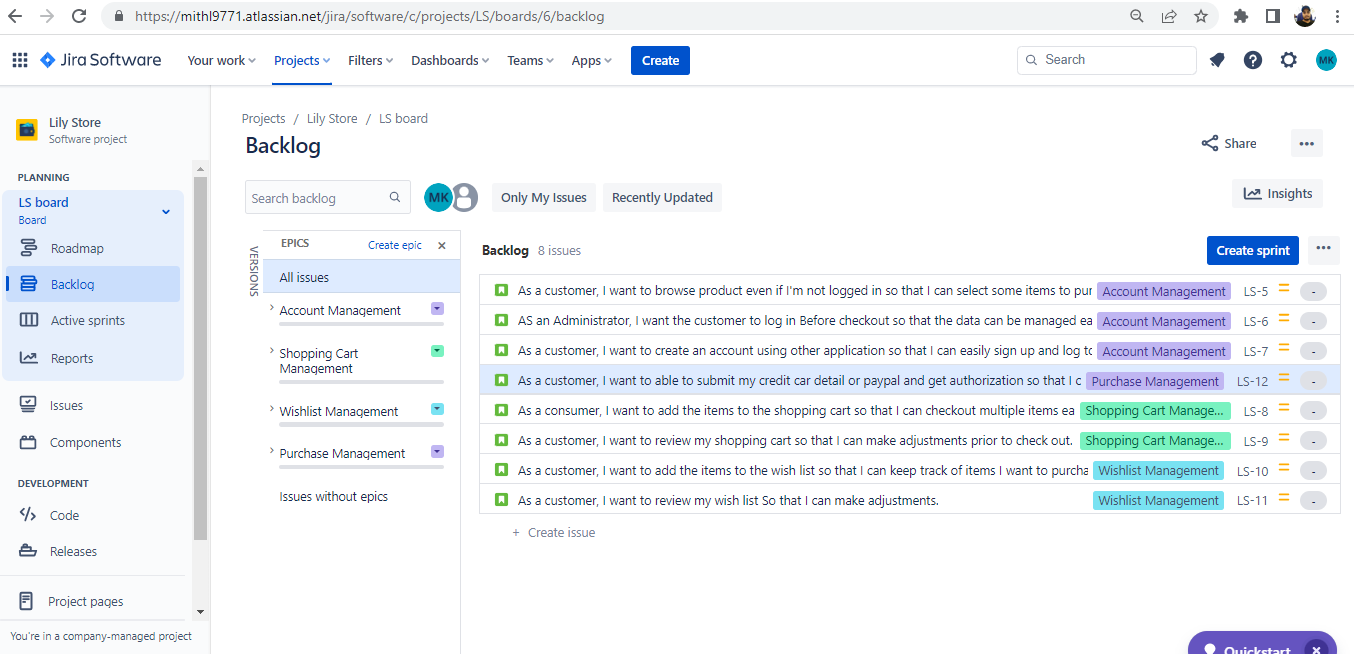 https://mithl9771.atlassian.net/jira/software/c/projects/LS/boards/6/backlog
Jira Software Your work Projects Filters Dashboards Teams Apps Create Search MK
Lily Store
Software project
PLANNING
LS board
Board
Roadmap
Backlog
Active sprints
Reports
Issues
Components
DEVELOPMENT
Code
Releases
Project pages
You're in a company-managed project
Projects / Lily Store / LS board
Backlog
Share
Search backlog MK Only My Issues Recently Updated Insights
VERSIONS
EPICS Create epic
All issues
Account Management
Shopping Cart
Management
Wishlist Management
Purchase Management
Issues without epics
Backlog 8 issues Create sprint
As a customer, I want to browse product even if I'm not logged in so that I can select some items to pur Account Management LS-5 -
AS an Administrator, I want the customer to log in Before checkout so that the data can be managed ea Account Management LS-6 -
As a customer, I want to create an account using other application so that I can easily sign up and log to Account Management LS-7 -
As a customer, I want to able to submit my credit car detail or paypal and get authorization so that I c Purchase Management LS-12 -
As a consumer, I want to add the items to the shopping cart so that I can checkout multiple items ea Shopping Cart Manage... LS-8 -
As a customer, I want to review my shopping cart so that I can make adjustments prior to check out. Shopping Cart Manage... LS-9 -
As a customer, I want to add the items to the wish list so that I can keep track of items I want to purcha Wishlist Management LS-10 -
As a customer, I want to review my wish list So that I can make adjustments. Wishlist Management LS-11 -
+ Create issue
Quickstart